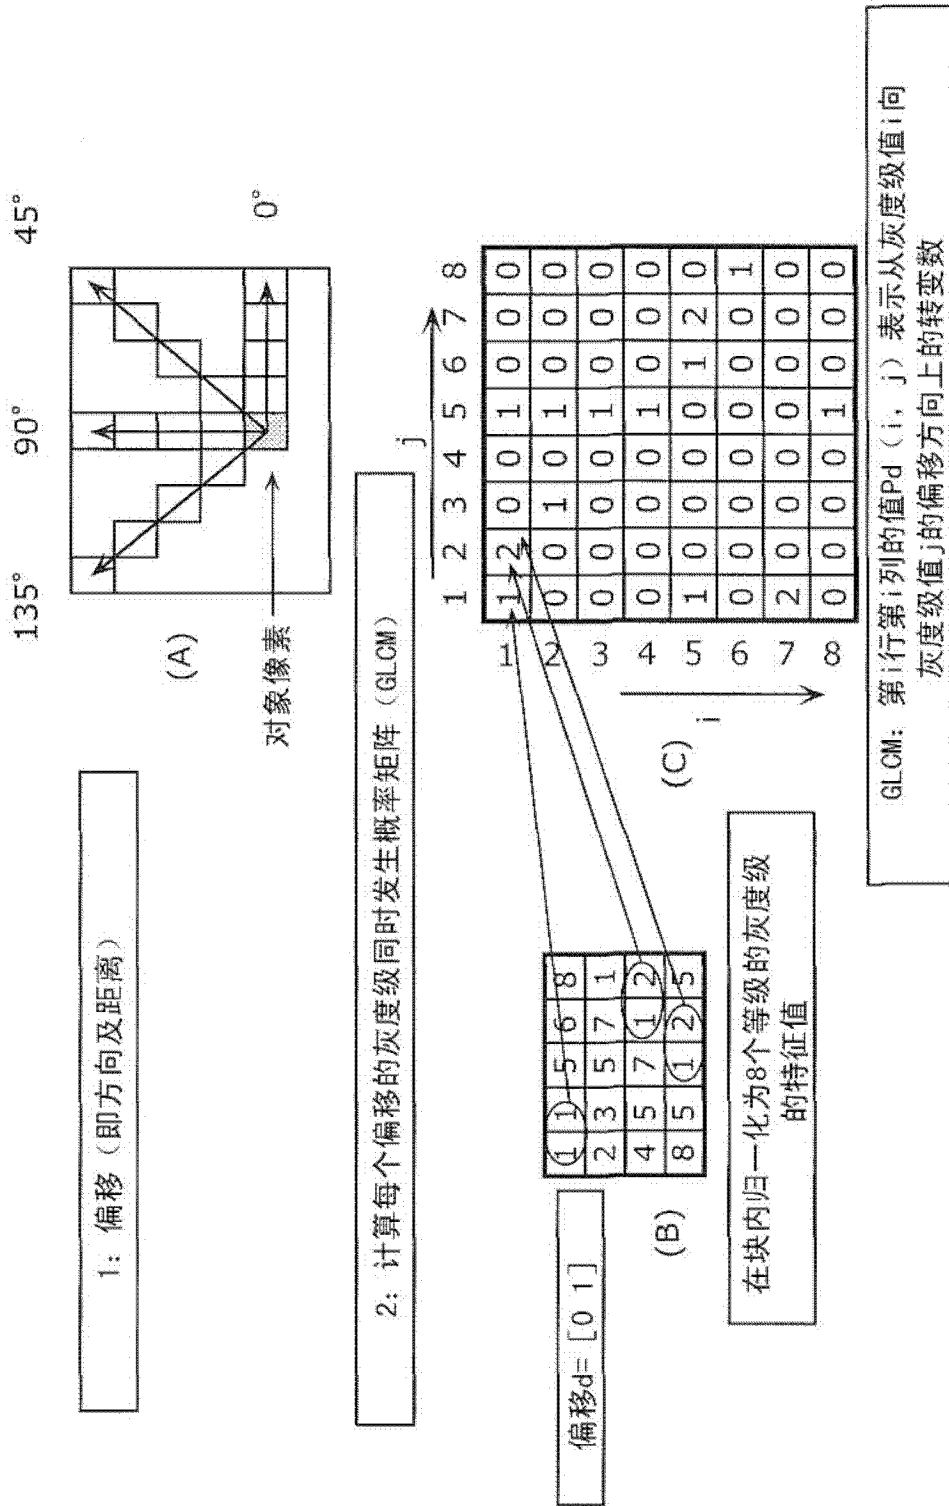 1：偏移（即方向及距离）
135° 90° 45°
0°
(A)
对象像素
2：计算每个偏移的灰度级同时发生概率矩阵（GLCM）
偏移d= [0 1]
1 1 5 6 8
2 3 5 7 1
4 5 7 1 2
8 5 1 2 5
(B)
在块内归一化为8个等级的灰度级
的特征值
j
1 2 3 4 5 6 7 8
1 1 2 0 0 1 0 0 0
2 0 0 1 0 1 0 0 0
3 0 0 0 0 1 0 0 0
4 0 0 0 0 1 0 0 0
5 1 0 0 0 0 1 2 0
6 0 0 0 0 0 0 0 1
7 2 0 0 0 0 0 0 0
8 0 0 0 0 1 0 0 0
i
(C)
GLCM：第i行第i列的值Pd（i，j）表示从灰度级值i向
灰度级值j的偏移方向上的转变数